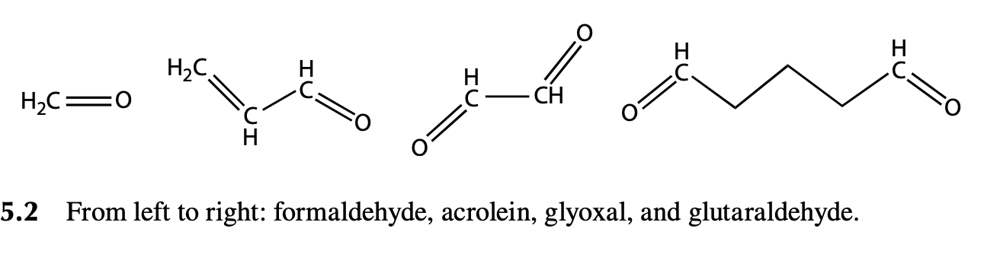 H₂C=O
H₂C
C
H
H
C
O
H
C
CH
O
O
H
C
O
H
C
O
5.2 From left to right: formaldehyde, acrolein, glyoxal, and glutaraldehyde.